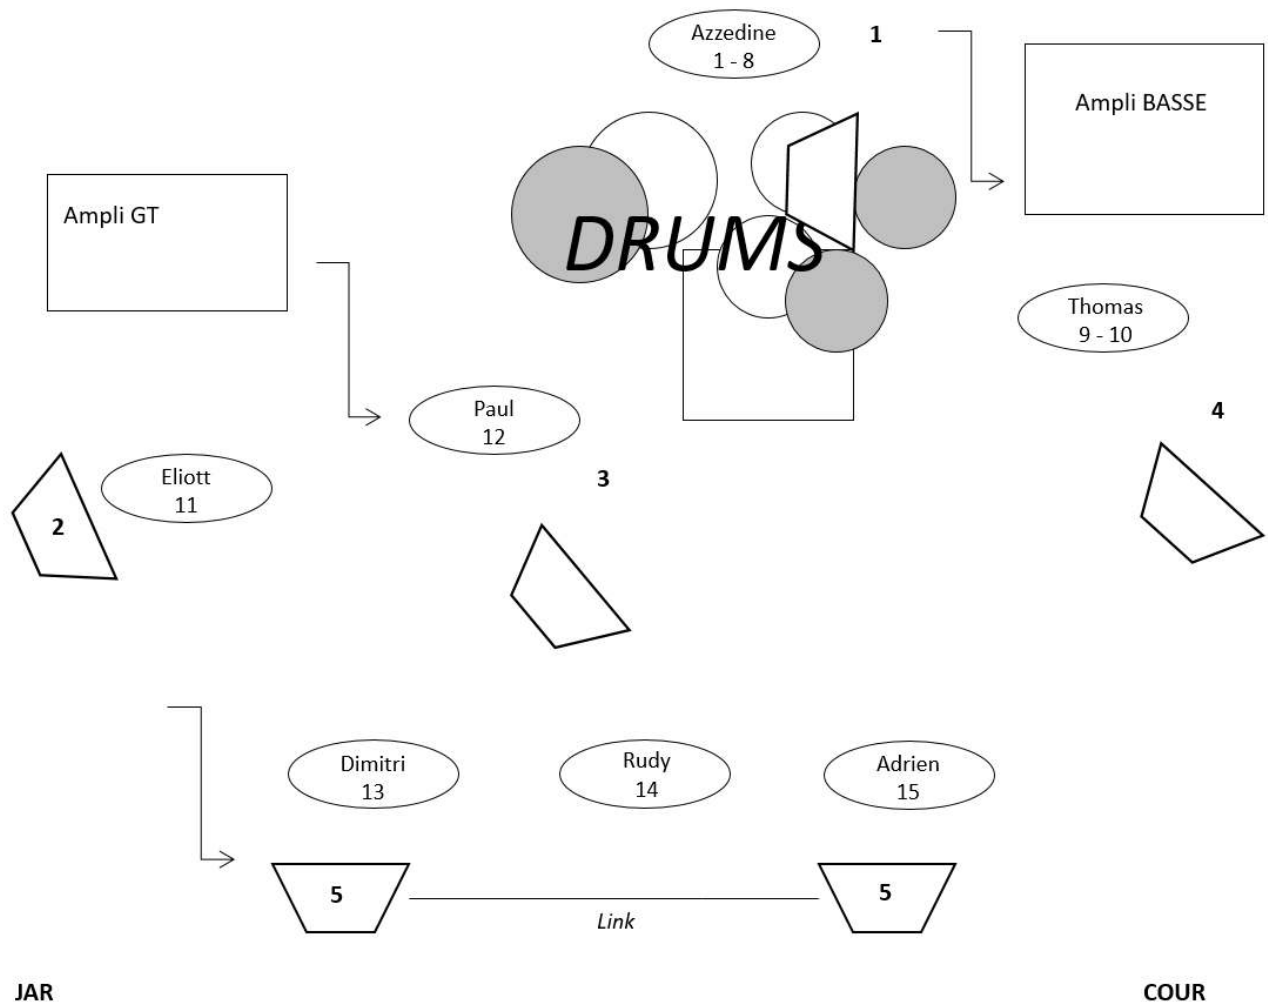 Azzedine
1 - 8
1
Ampli BASSE
Ampli GT
DRUMS
Thomas
9 - 10
Paul
12
4
Eliott
11
3
2
Dimitri
13
Rudy
14
Adrien
15
5
5
Link
JAR
COUR